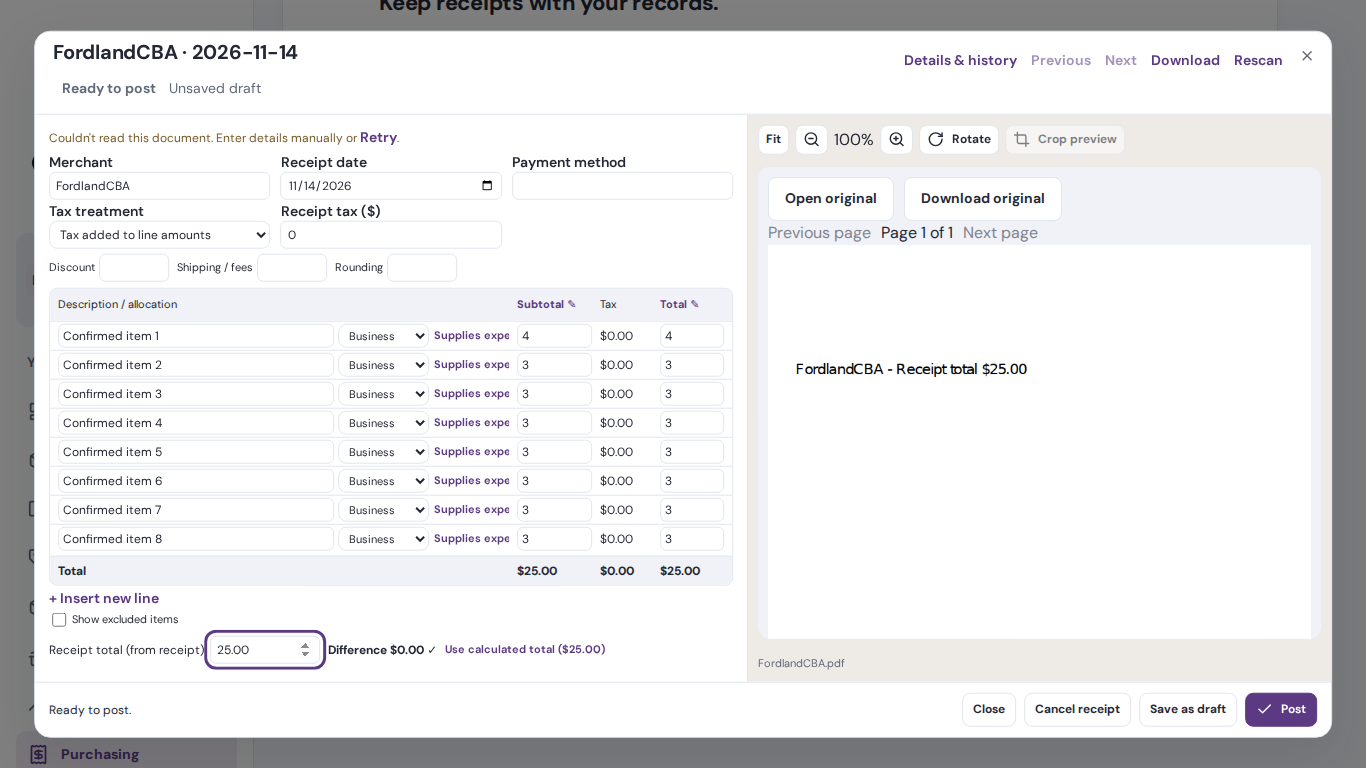 Keep receipts with your records.
FordlandCBA · 2026-11-14
Details & history Previous Next Download Rescan
Ready to post Unsaved draft
Couldn't read this document. Enter details manually or Retry.
Merchant Receipt date Payment method
FordlandCBA 11/14/2026
Tax treatment Receipt tax ($)
Tax added to line amounts 0
Discount Shipping / fees Rounding
Description / allocation Subtotal ✎ Tax Total ✎
Confirmed item 1 Business Supplies expe 4 $0.00 4
Confirmed item 2 Business Supplies expe 3 $0.00 3
Confirmed item 3 Business Supplies expe 3 $0.00 3
Confirmed item 4 Business Supplies expe 3 $0.00 3
Confirmed item 5 Business Supplies expe 3 $0.00 3
Confirmed item 6 Business Supplies expe 3 $0.00 3
Confirmed item 7 Business Supplies expe 3 $0.00 3
Confirmed item 8 Business Supplies expe 3 $0.00 3
Total $25.00 $0.00 $25.00
+ Insert new line
Show excluded items
Receipt total (from receipt) 25.00 Difference $0.00 ✓ Use calculated total ($25.00)
Fit 100% Rotate Crop preview
Open original Download original
Previous page Page 1 of 1 Next page
FordlandCBA - Receipt total $25.00
FordlandCBA.pdf
Ready to post.
Close Cancel receipt Save as draft Post
Purchasing